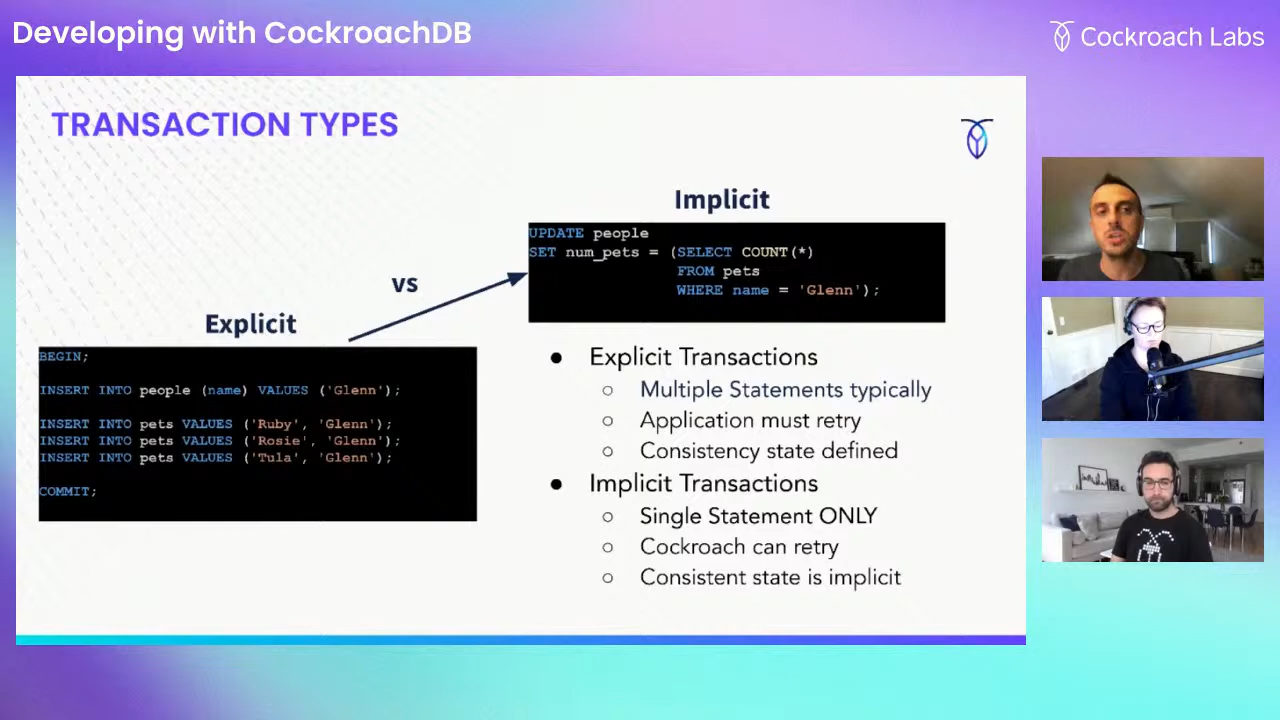 Developing with CockroachDB
Cockroach Labs
TRANSACTION TYPES
Implicit
UPDATE people
SET num_pets = (SELECT COUNT(*)
FROM pets
WHERE name = 'Glenn');
vs
Explicit
BEGIN;
INSERT INTO people (name) VALUES ('Glenn');
INSERT INTO pets VALUES ('Ruby', 'Glenn');
INSERT INTO pets VALUES ('Rosie', 'Glenn');
INSERT INTO pets VALUES ('Tula', 'Glenn');
COMMIT;
● Explicit Transactions
○ Multiple Statements typically
○ Application must retry
○ Consistency state defined
● Implicit Transactions
○ Single Statement ONLY
○ Cockroach can retry
○ Consistent state is implicit